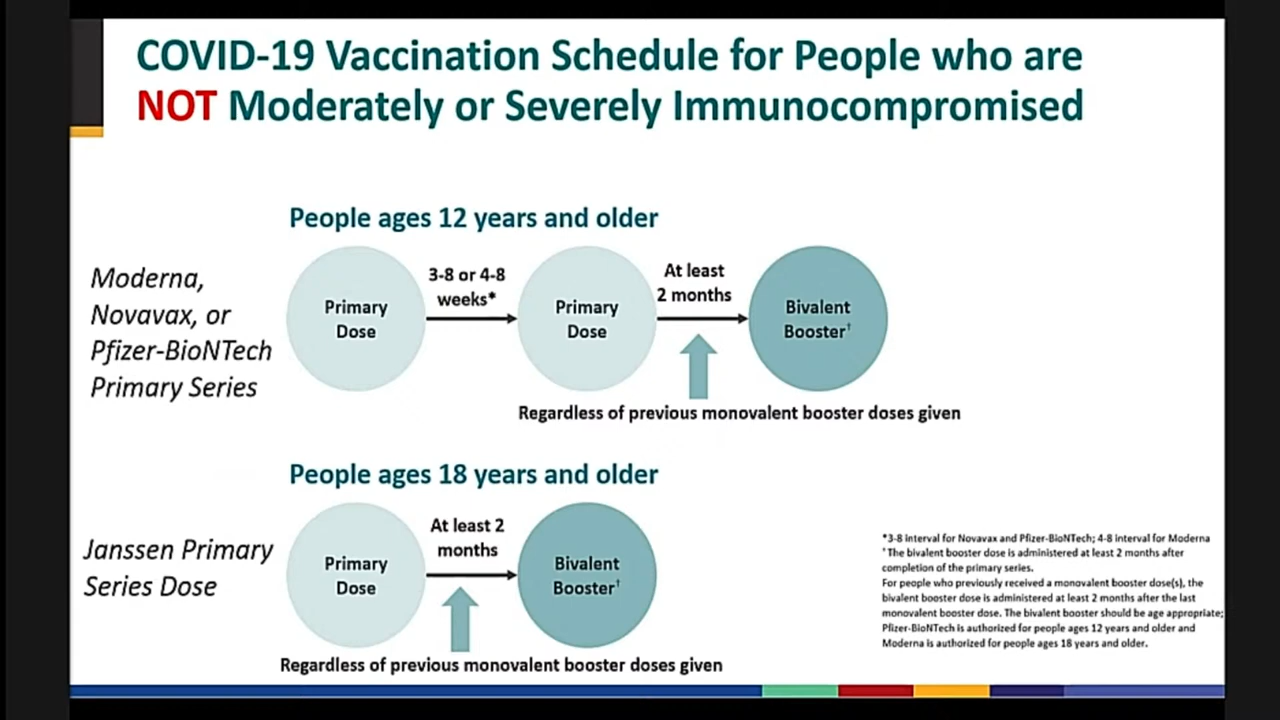 COVID-19 Vaccination Schedule for People who are
NOT Moderately or Severely Immunocompromised
People ages 12 years and older
Moderna,
Novavax, or
Pfizer-BioNTech
Primary Series
Primary
Dose
3-8 or 4-8
weeks*
Primary
Dose
At least
2 months
Bivalent
Booster†
Regardless of previous monovalent booster doses given
People ages 18 years and older
Janssen Primary
Series Dose
Primary
Dose
At least 2
months
Bivalent
Booster†
Regardless of previous monovalent booster doses given
*3-8 interval for Novavax and Pfizer-BioNTech; 4-8 interval for Moderna
† The bivalent booster dose is administered at least 2 months after
completion of the primary series.
For people who previously received a monovalent booster dose(s), the
bivalent booster dose is administered at least 2 months after the last
monovalent booster dose. The bivalent booster should be age appropriate;
Pfizer-BioNTech is authorized for people ages 12 years and older and
Moderna is authorized for people ages 18 years and older.